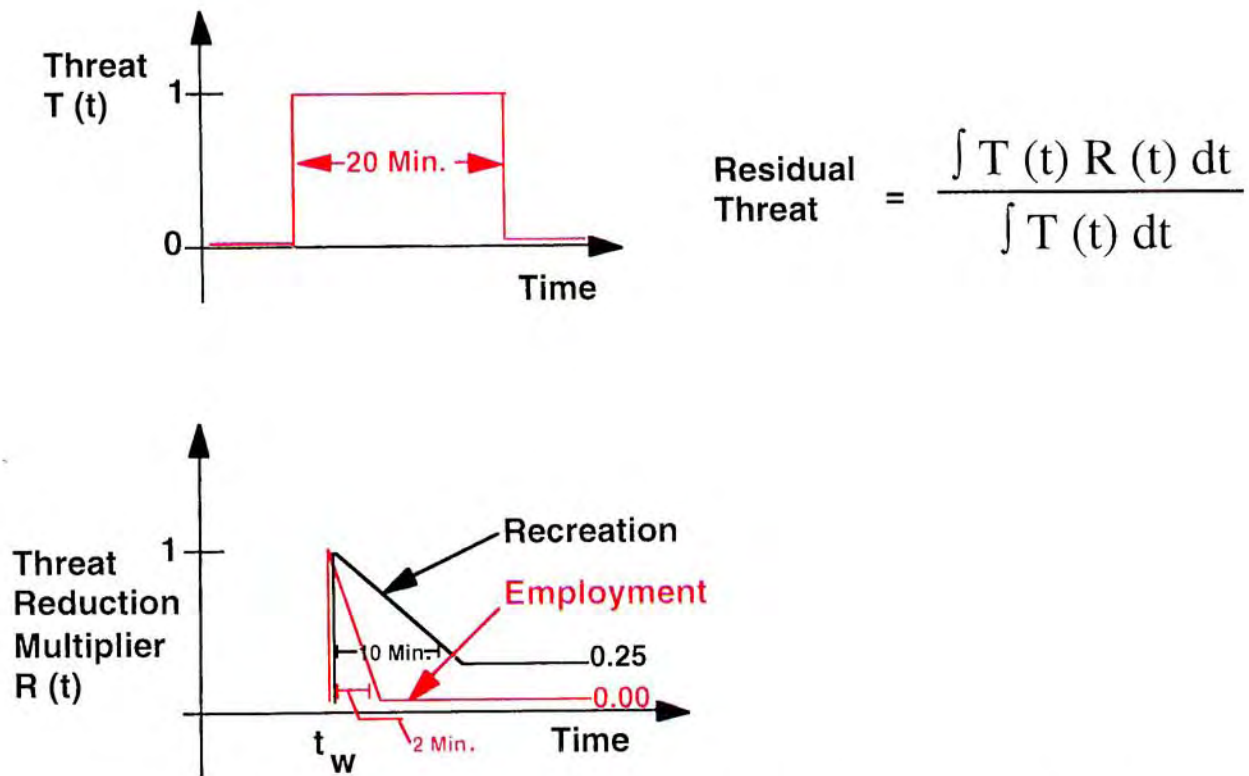 Threat
T (t)
1
20 Min.
0
Time
Residual
Threat
=
∫ T (t) R (t) dt
∫ T (t) dt
Threat
Reduction
Multiplier
R (t)
1
Recreation
Employment
10 Min.
0.25
0.00
t_w
2 Min.
Time